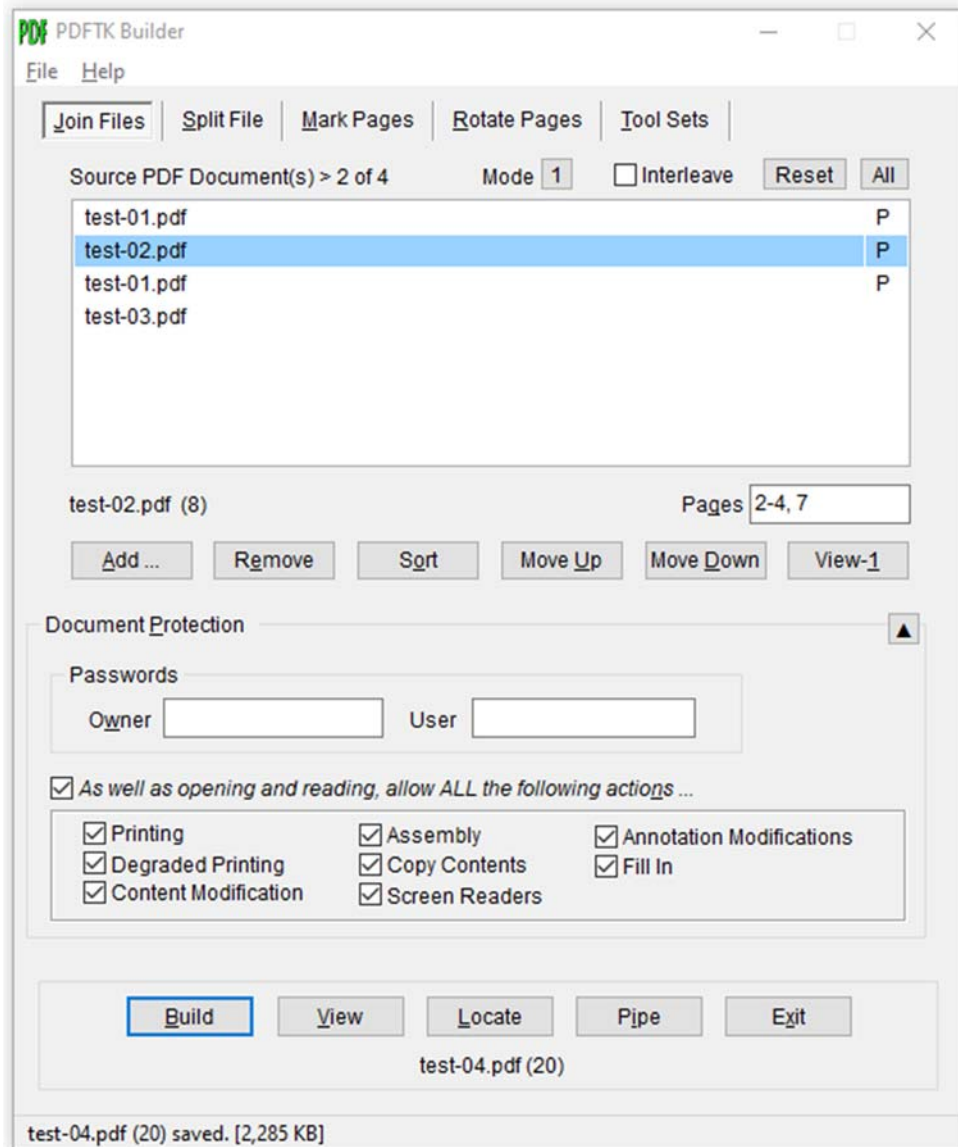 PDF PDFTK Builder
File Help
Join Files Split File Mark Pages Rotate Pages Tool Sets
Source PDF Document(s) > 2 of 4 Mode 1 Interleave Reset All
test-01.pdf P
test-02.pdf P
test-01.pdf P
test-03.pdf
test-02.pdf (8) Pages 2-4, 7
Add ... Remove Sort Move Up Move Down View-1
Document Protection
Passwords
Owner User
As well as opening and reading, allow ALL the following actions ...
Printing Assembly Annotation Modifications
Degraded Printing Copy Contents Fill In
Content Modification Screen Readers
Build View Locate Pipe Exit
test-04.pdf (20)
test-04.pdf (20) saved. [2,285 KB]